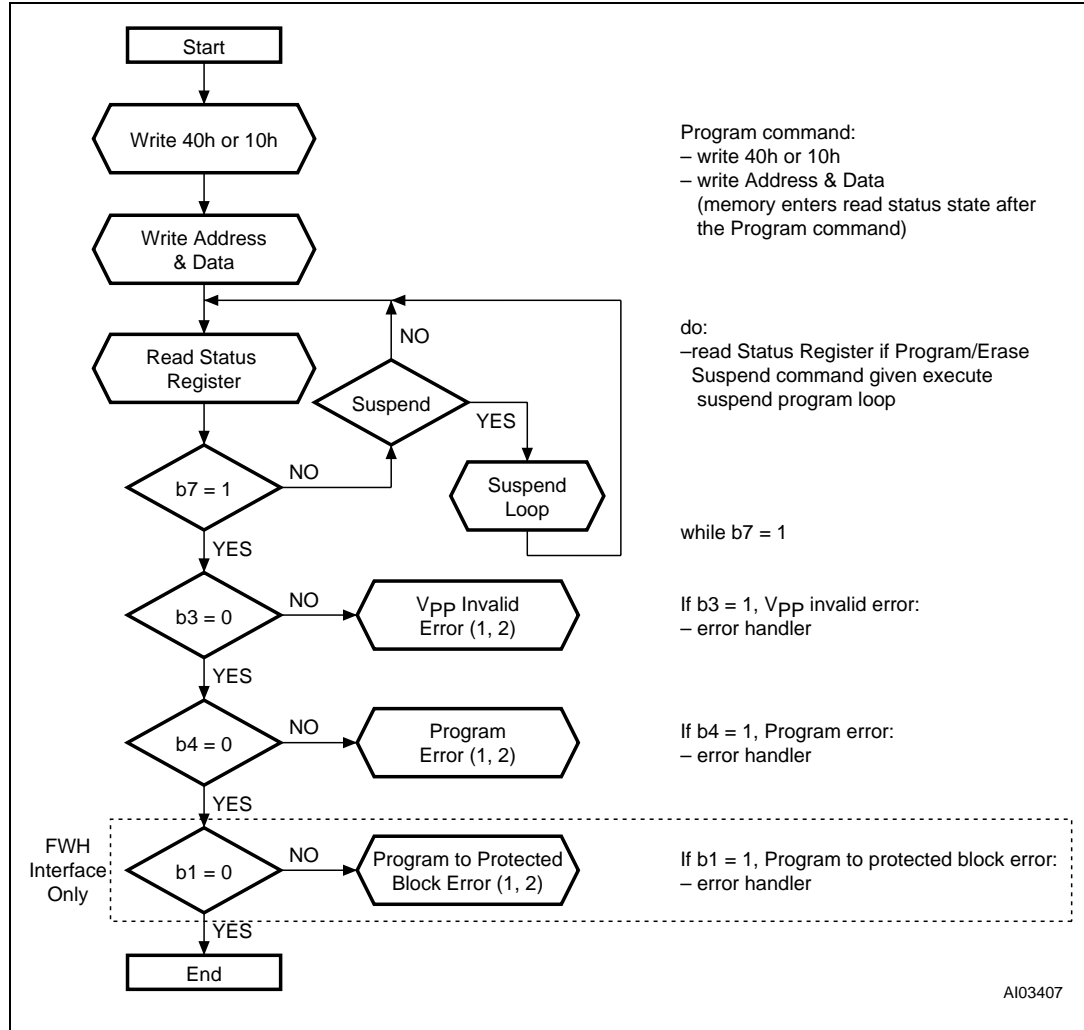 Start
Write 40h or 10h
Program command:
– write 40h or 10h
– write Address & Data
(memory enters read status state after
the Program command)
Write Address
& Data
NO
do:
–read Status Register if Program/Erase
Suspend command given execute
suspend program loop
Read Status
Register
Suspend
YES
NO
b7 = 1
Suspend
Loop
while b7 = 1
YES
b3 = 0
NO
VPP Invalid
Error (1, 2)
If b3 = 1, VPP invalid error:
– error handler
YES
b4 = 0
NO
Program
Error (1, 2)
If b4 = 1, Program error:
– error handler
YES
FWH
Interface
Only
b1 = 0
NO
Program to Protected
Block Error (1, 2)
If b1 = 1, Program to protected block error:
– error handler
YES
End
AI03407